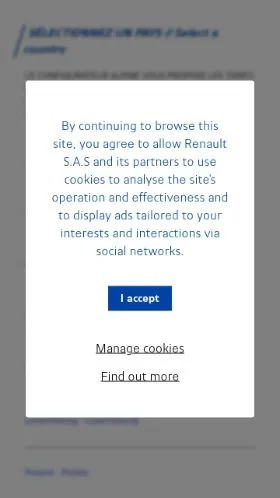 SÉLECTIONNEZ UN PAYS // Select a
country
By continuing to browse this
site, you agree to allow Renault
S.A.S and its partners to use
cookies to analyse the site's
operation and effectiveness and
to display ads tailored to your
interests and interactions via
social networks.
I accept
Manage cookies
Find out more